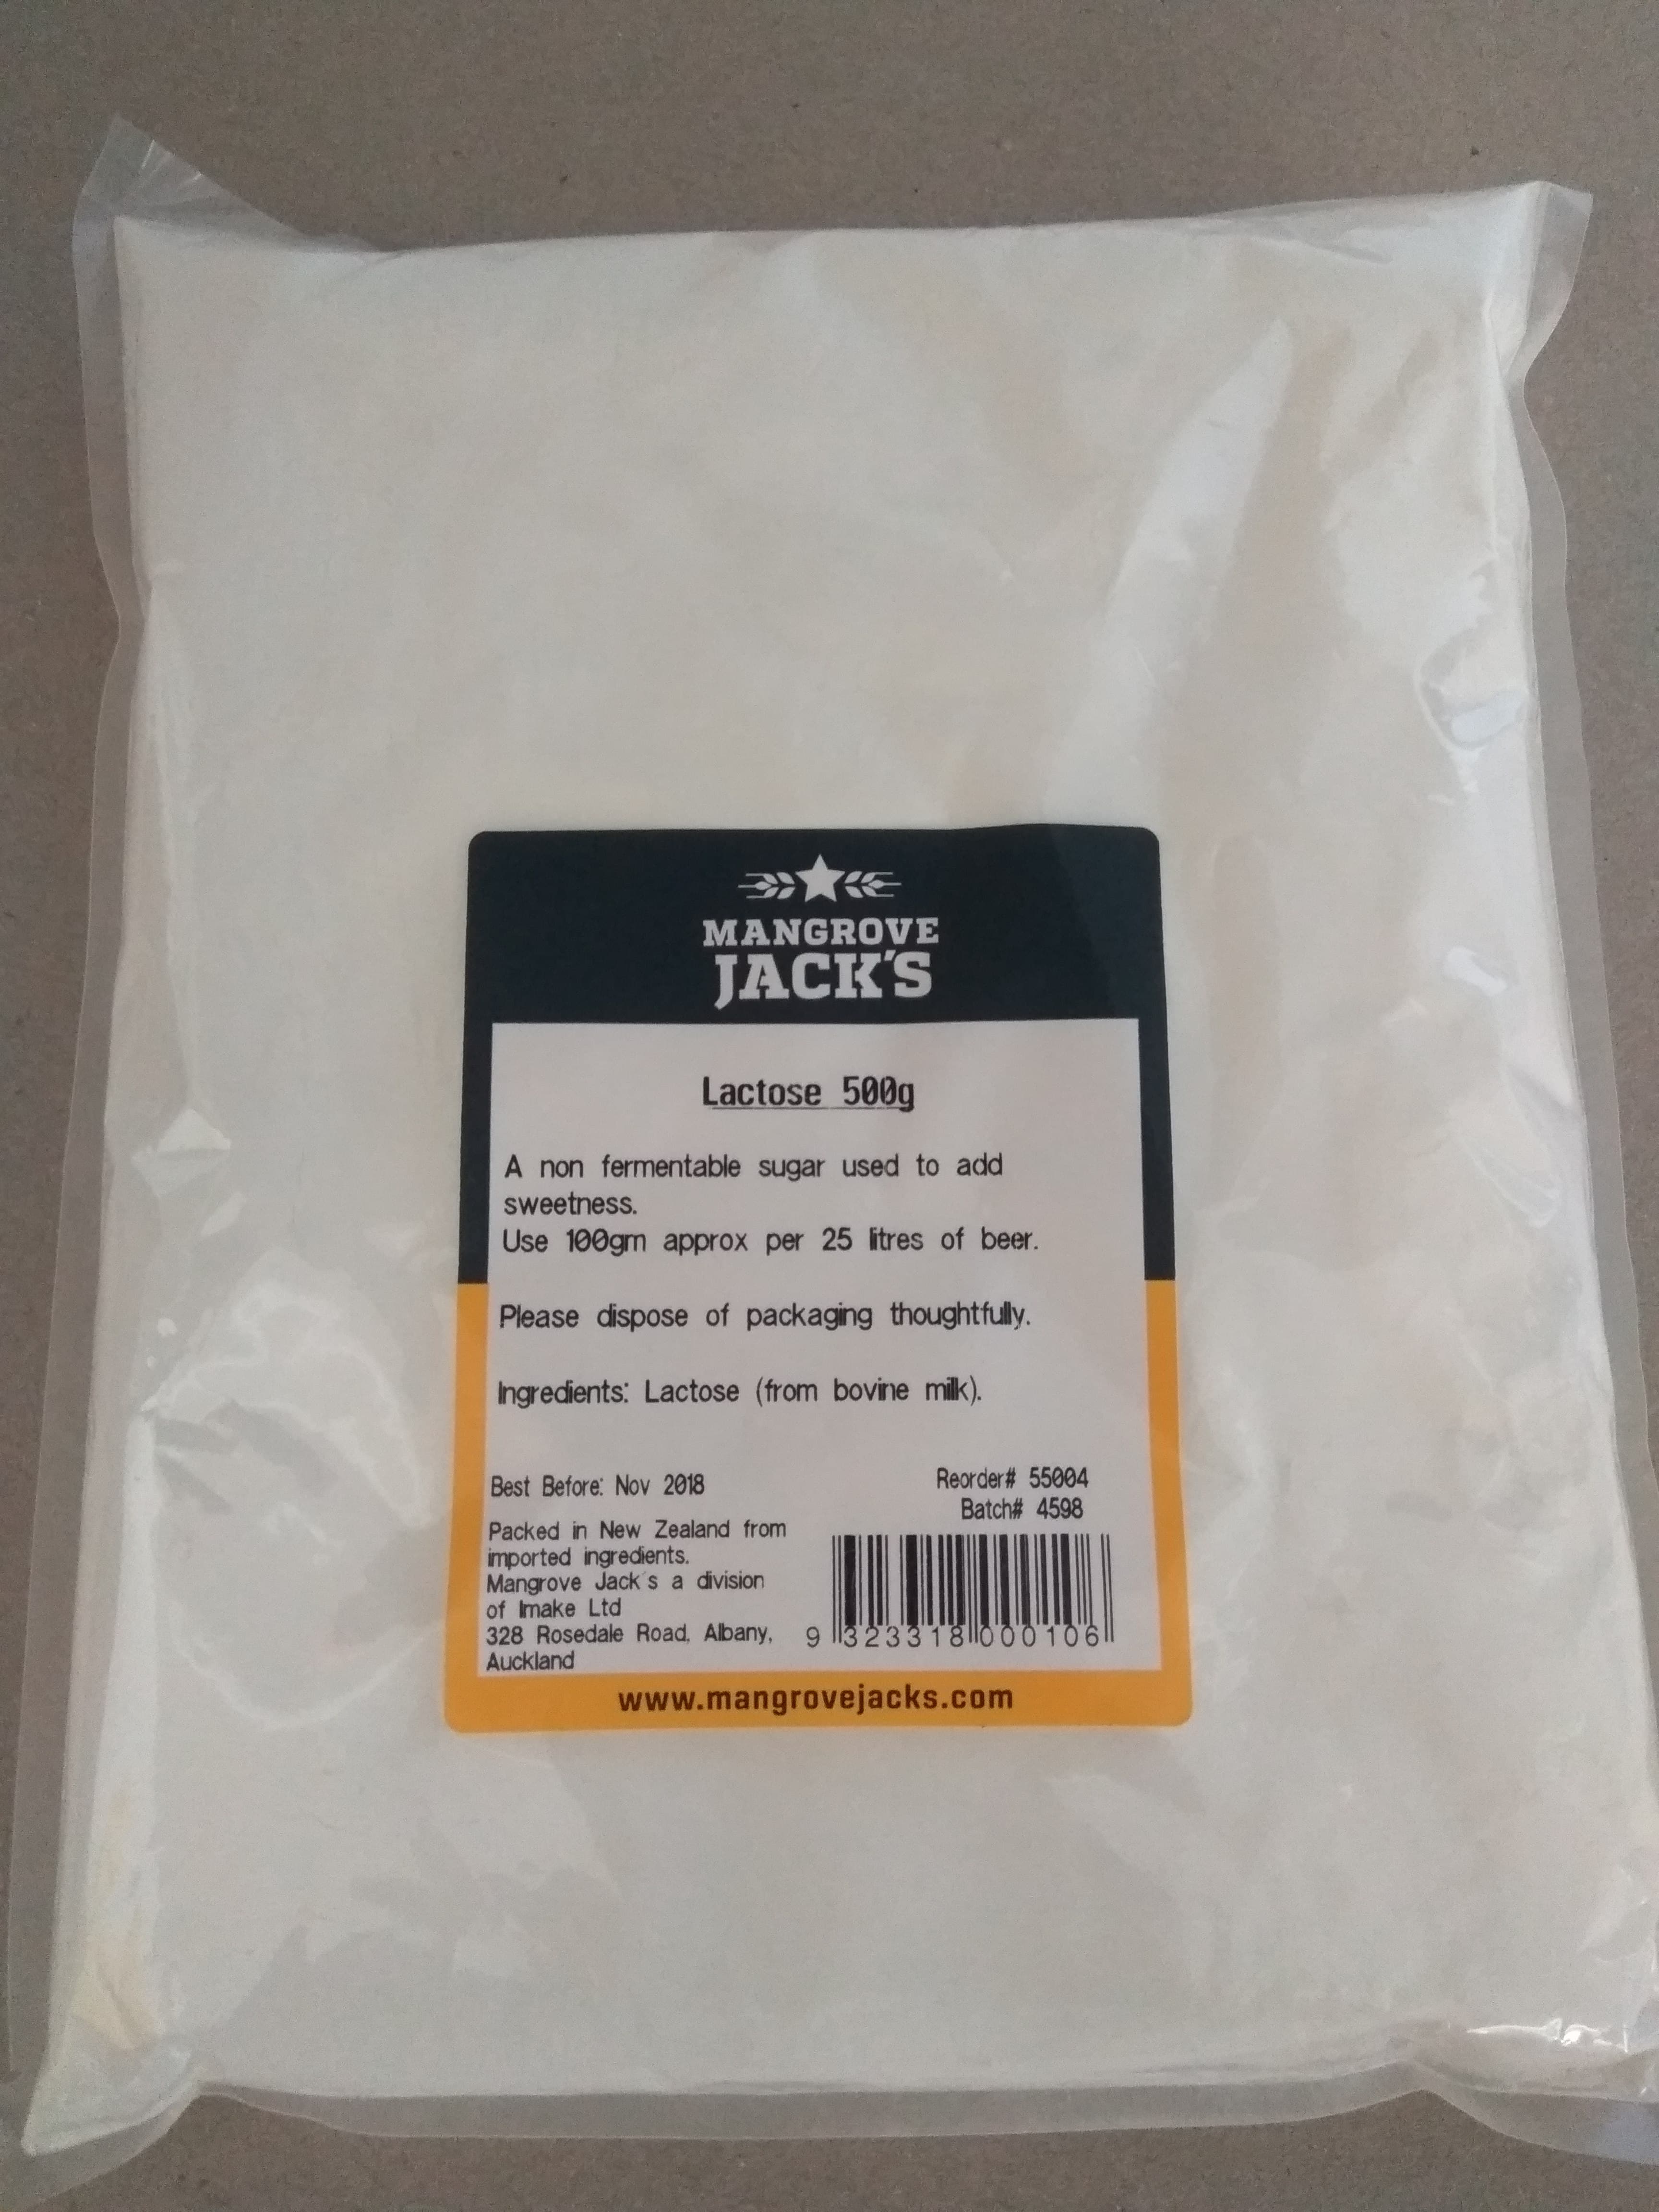 MANGROVE
JACK'S
Lactose 500g
A non fermentable sugar used to add
sweetness.
Use 100gm approx per 25 litres of beer.
Please dispose of packaging thoughtfully.
Ingredients: Lactose (from bovine milk).
Best Before: Nov 2018
Reorder# 55004
Batch# 4598
Packed in New Zealand from
imported ingredients.
Mangrove Jack's a division
of Imake Ltd
328 Rosedale Road, Albany,
Auckland
9 323318 000106
www.mangrovejacks.com